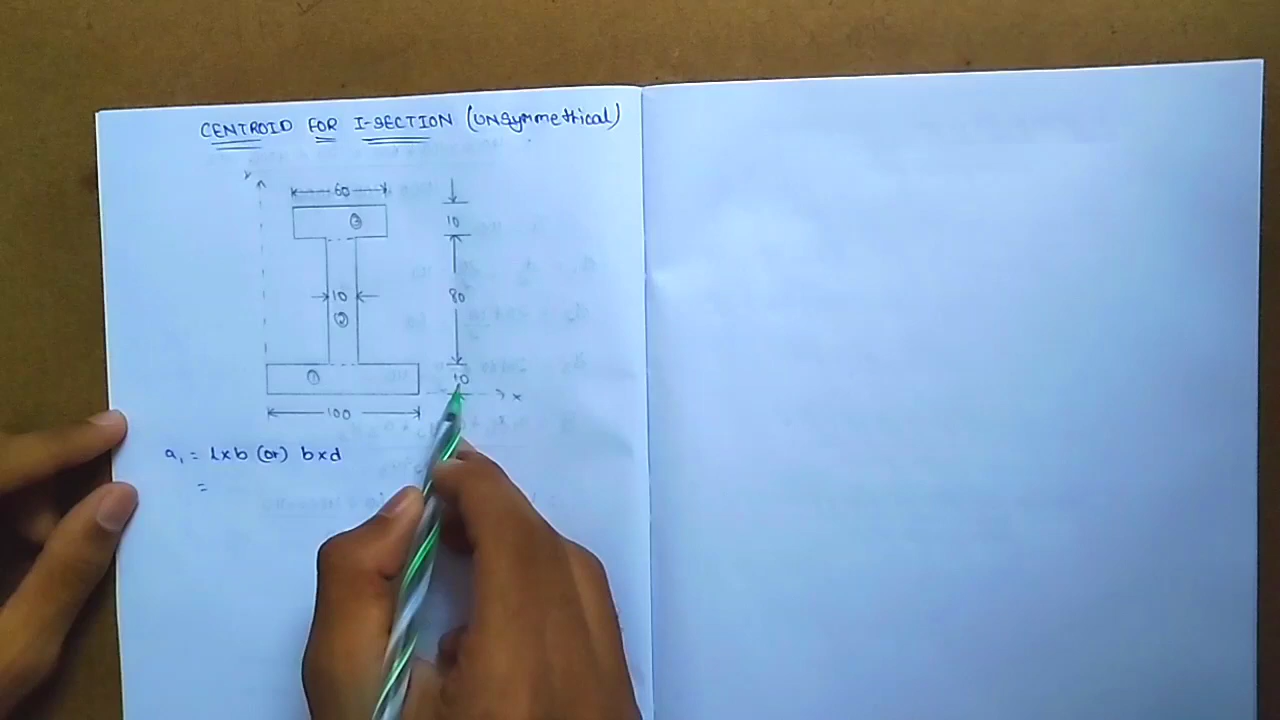 CENTROID FOR I-SECTION (UNSymmetrical)
Y
60
③
10
10
80
②
①
10
x
100
a₁ = l×b (or) b×d
=